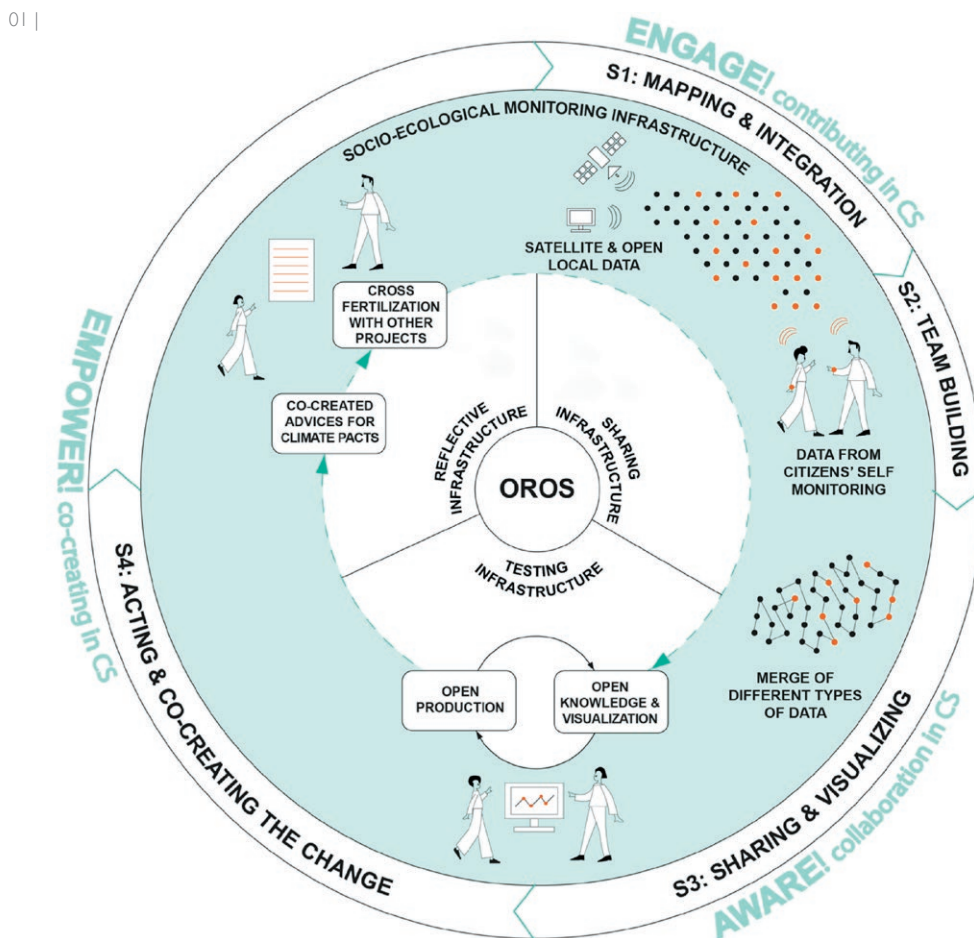 01 |
ENGAGE! contributing in CS
S1: MAPPING & INTEGRATION
SOCIO-ECOLOGICAL MONITORING INFRASTRUCTURE
SATELLITE & OPEN
LOCAL DATA
S2: TEAM BUILDING
CROSS
FERTILIZATION
WITH OTHER
PROJECTS
CO-CREATED
ADVICES FOR
CLIMATE PACTS
REFLECTIVE
INFRASTRUCTURE
SHARING
INFRASTRUCTURE
OROS
TESTING
INFRASTRUCTURE
DATA FROM
CITIZENS' SELF
MONITORING
MERGE OF
DIFFERENT TYPES
OF DATA
OPEN
PRODUCTION
OPEN
KNOWLEDGE &
VISUALIZATION
S3: SHARING & VISUALIZING
AWARE! collaboration in CS
S4: ACTING & CO-CREATING THE CHANGE
EMPOWER! co-creating in CS